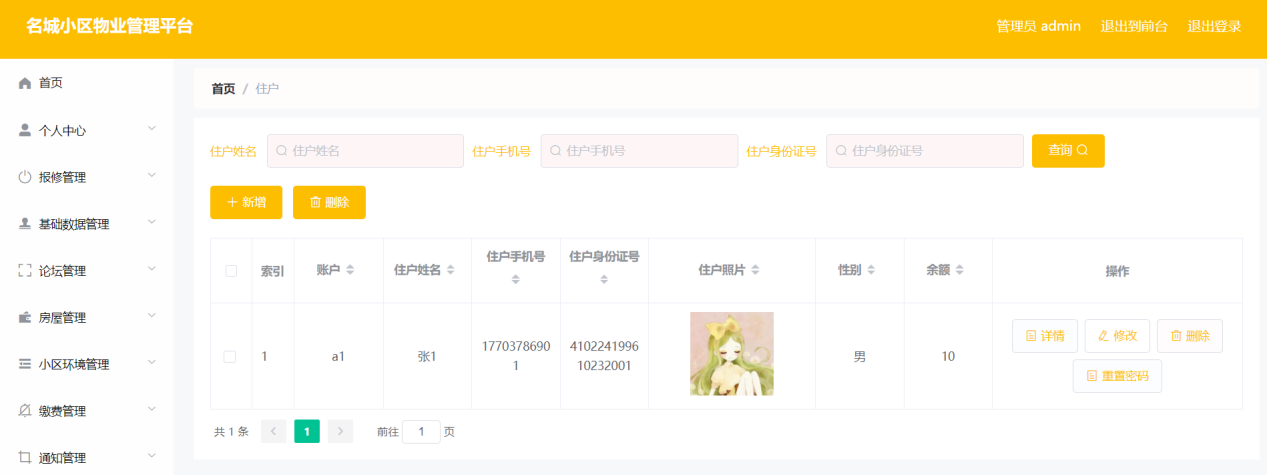 名城小区物业管理平台
管理员 admin 退出到前台 退出登录
首页
个人中心
报修管理
基础数据管理
论坛管理
房屋管理
小区环境管理
缴费管理
通知管理
首页 / 住户
住户姓名 住户姓名 住户手机号 住户手机号 住户身份证号 住户身份证号 查询
+ 新增 删除
索引 账户 住户姓名 住户手机号 住户身份证号 住户照片 性别 余额 操作
1 a1 张1 1770378690 4102241996 男 10 详情 修改 删除
1 10232001 重置密码
共 1 条 < 1 > 前往 1 页